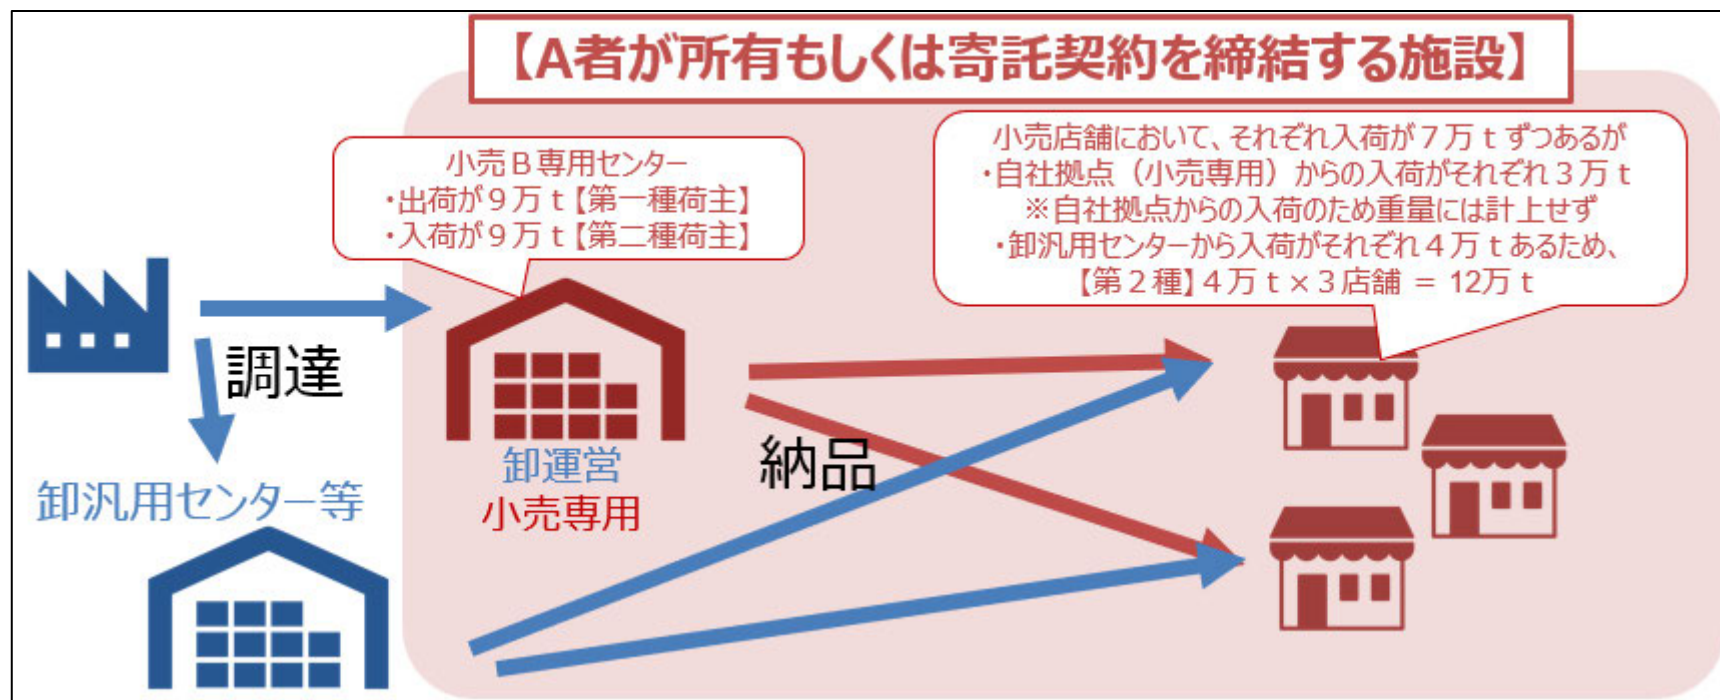 【A者が所有もしくは寄託契約を締結する施設】
小売Ｂ専用センター
・出荷が９万ｔ【第一種荷主】
・入荷が９万ｔ【第二種荷主】
小売店舗において、それぞれ入荷が７万ｔずつあるが
・自社拠点（小売専用）からの入荷がそれぞれ３万ｔ
※自社拠点からの入荷のため重量には計上せず
・卸汎用センターから入荷がそれぞれ４万ｔあるため、
【第２種】４万ｔ×３店舗 ＝ 12万ｔ
調達
卸運営
小売専用
納品
卸汎用センター等